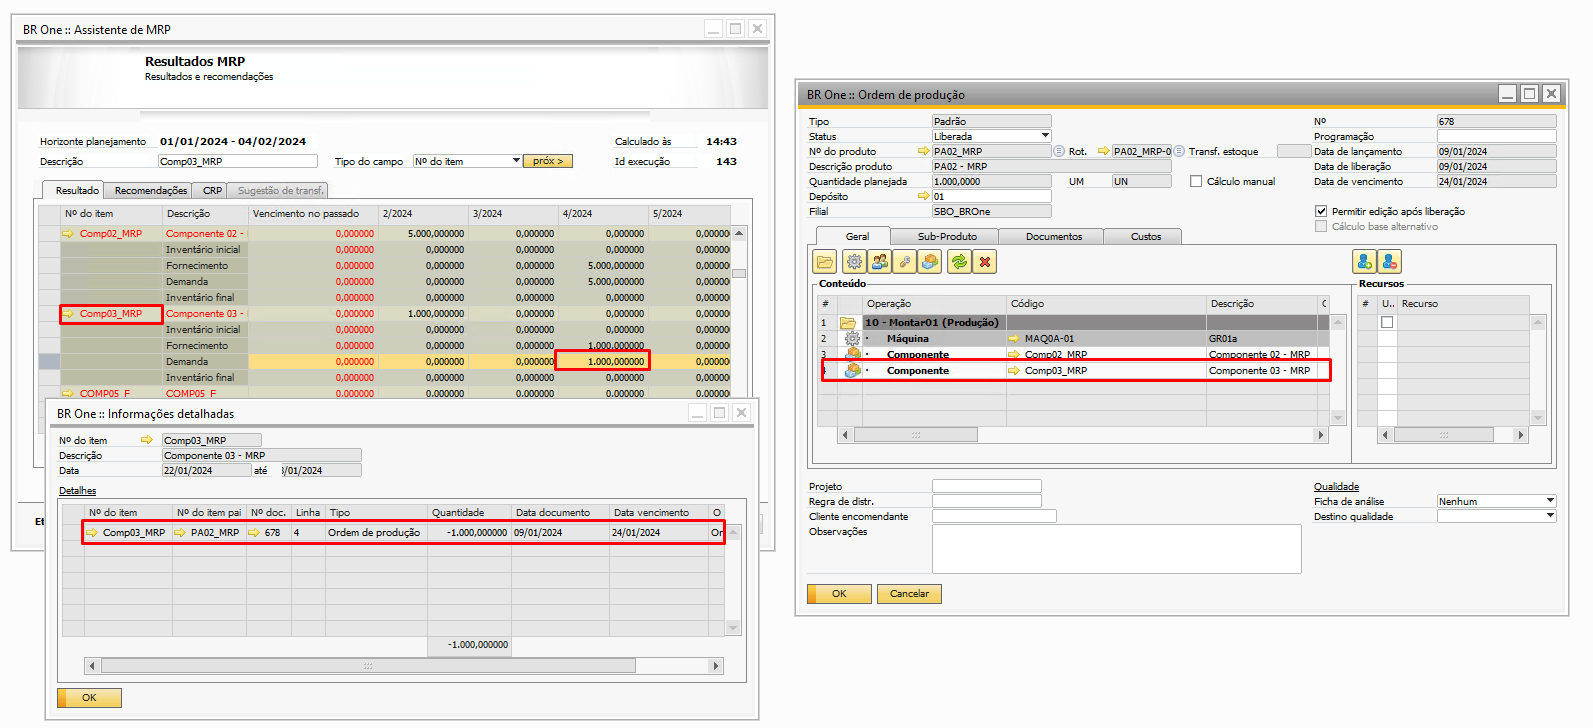 BR One :: Assistente de MRP
Resultados MRP
Resultados e recomendações
Horizonte planejamento 01/01/2024 - 04/02/2024 Calculado às 14:43
Descrição Comp03_MRP Tipo do campo Nº do item próx > Id execução 143
Resultado Recomendações CRP Sugestão de transf.
Nº do item Descrição Vencimento no passado 2/2024 3/2024 4/2024 5/2024
Comp02_MRP Componente 02 - 0,000000 5.000,000000 0,000000 0,000000 0,00000
Inventário inicial 0,000000 0,000000 0,000000 0,000000 0,00000
Fornecimento 0,000000 0,000000 0,000000 5.000,000000 0,00000
Demanda 0,000000 0,000000 0,000000 5.000,000000 0,00000
Inventário final 0,000000 0,000000 0,000000 0,000000 0,00000
Comp03_MRP Componente 03 - 0,000000 1.000,000000 0,000000 0,000000 0,00000
Inventário inicial 0,000000 0,000000 0,000000 0,000000 0,00000
Fornecimento 0,000000 0,000000 0,000000 1.000,000000 0,00000
Demanda 0,000000 0,000000 0,000000 1.000,000000 0,00000
Inventário final 0,000000 0,000000 0,000000 0,000000 0,00000
COMP05_F COMP05_F 0,000000 0,000000 0,000000 0,000000 0,00000
Et
BR One :: Informações detalhadas
Nº do item Comp03_MRP
Descrição Componente 03 - MRP
Data 22/01/2024 até /01/2024
Detalhes
Nº do item Nº do item pai Nº doc. Linha Tipo Quantidade Data documento Data vencimento O
Comp03_MRP PA02_MRP 678 4 Ordem de produção -1.000,000000 09/01/2024 24/01/2024 Or
-1.000,000000
OK
BR One :: Ordem de produção
Tipo Padrão Nº 678
Status Liberada Programação
Nº do produto PA02_MRP Rot. PA02_MRP-0 Transf. estoque Data de lançamento 09/01/2024
Descrição produto PA02 - MRP Data de liberação 09/01/2024
Quantidade planejada 1.000,0000 UM UN Cálculo manual Data de vencimento 24/01/2024
Depósito 01
Filial SBO_BROne Permitir edição após liberação
Cálculo base alternativo
Geral Sub-Produto Documentos Custos
Conteúdo Recursos
# Operação Código Descrição # U.. Recurso
1 10 - Montar01 (Produção)
2 Máquina MAQ0A-01 GR01a
3 Componente Comp02_MRP Componente 02 - MRP
Componente Comp03_MRP Componente 03 - MRP
Projeto Qualidade
Regra de distr. Ficha de análise Nenhum
Cliente encomendante Destino qualidade
Observações
OK Cancelar